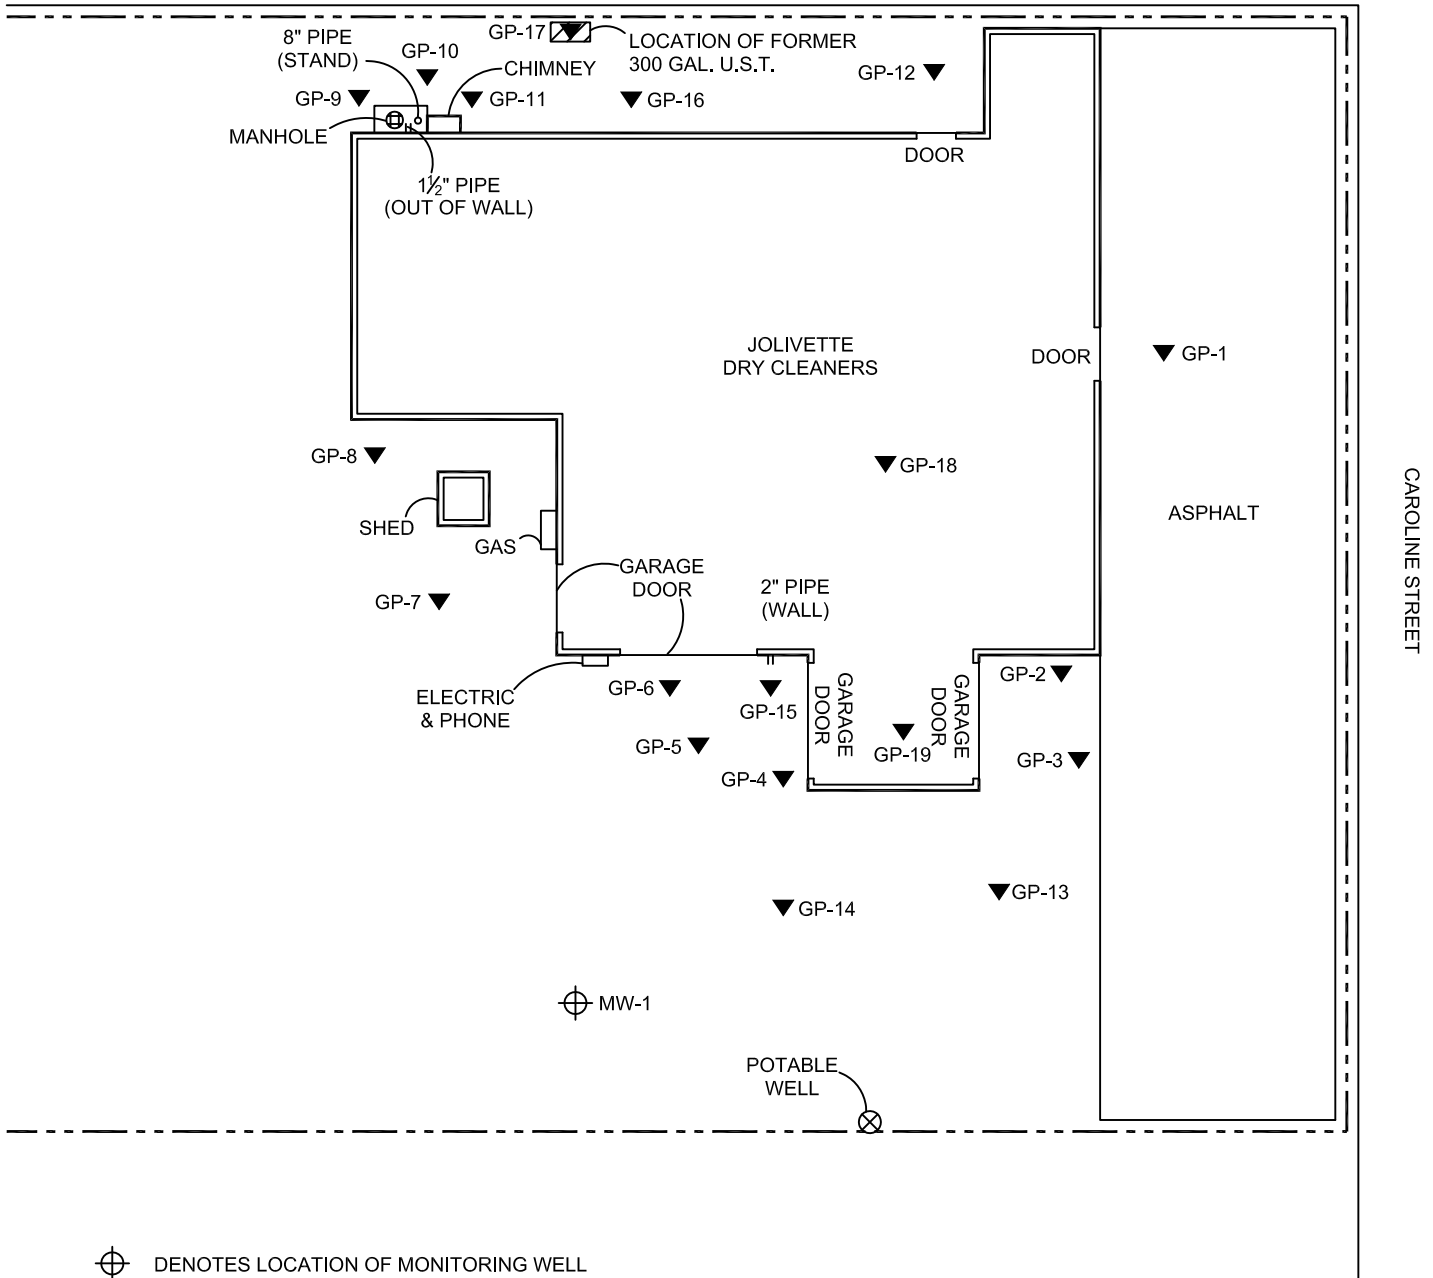 GP-17
LOCATION OF FORMER
300 GAL. U.S.T.
8" PIPE
(STAND)
GP-10
CHIMNEY
GP-12
GP-9
GP-11
GP-16
MANHOLE
DOOR
1½" PIPE
(OUT OF WALL)
JOLIVETTE
DRY CLEANERS
DOOR
GP-1
GP-8
GP-18
CAROLINE STREET
SHED
ASPHALT
GAS
GARAGE
DOOR
2" PIPE
(WALL)
GP-7
GP-6
GP-15
GARAGE
DOOR
GARAGE
DOOR
GP-2
ELECTRIC
& PHONE
GP-5
GP-19
GP-3
GP-4
GP-14
GP-13
MW-1
POTABLE
WELL
DENOTES LOCATION OF MONITORING WELL